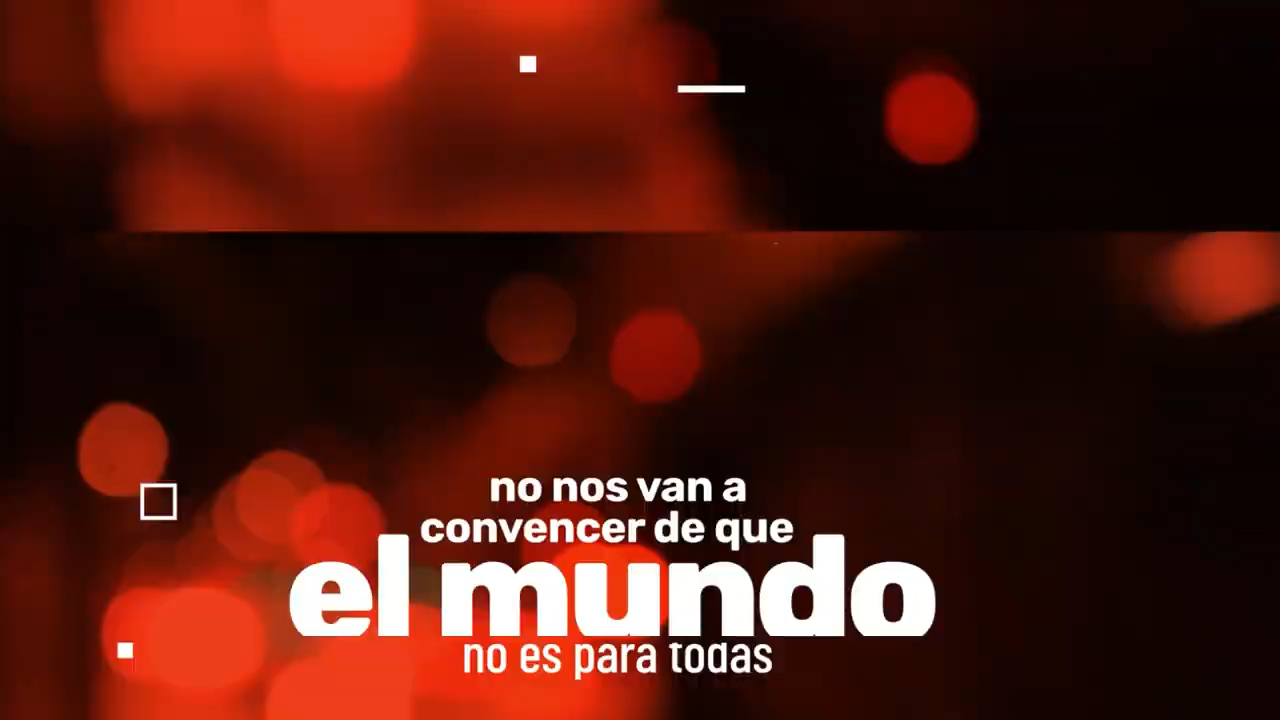 no nos van a
convencer de que
el mundo
no es para todas